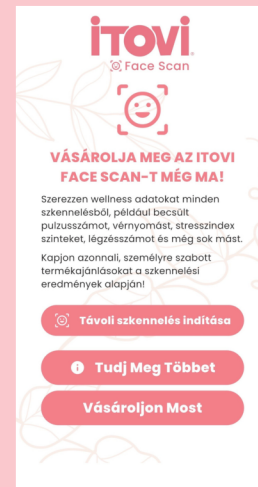 iTOVi
Face Scan
VÁSÁROLJA MEG AZ ITOVI
FACE SCAN-T MÉG MA!
Szerezzen wellness adatokat minden
szkennelésből, például becsült
pulzusszámot, vérnyomást, stresszindex
szinteket, légzésszámot és még sok mást.
Kapjon azonnali, személyre szabott
termékajánlásokat a szkennelési
eredmények alapján!
Távoli szkennelés indítása
Tudj Meg Többet
Vásároljon Most